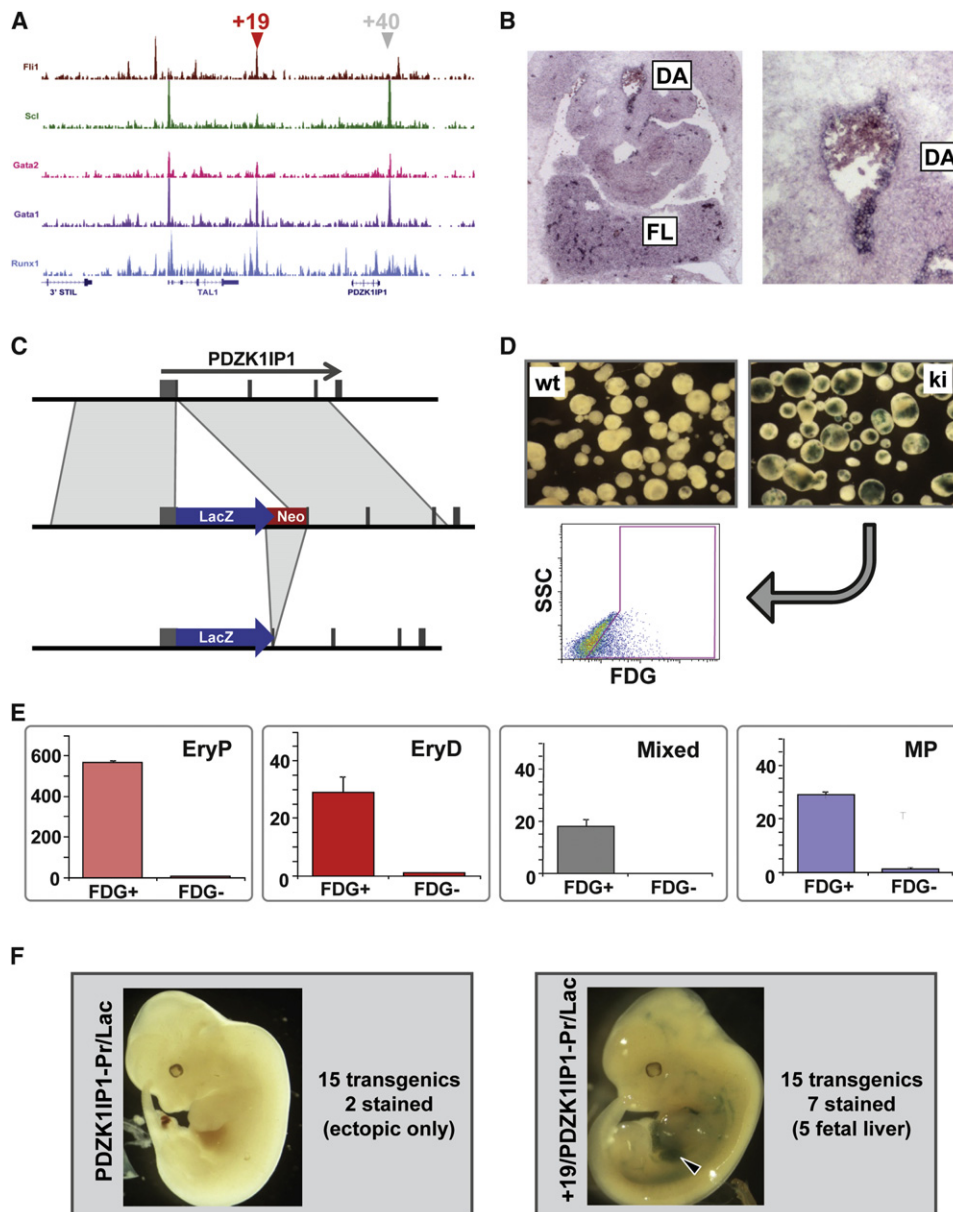 A
+19
+40
Fli1
Scl
Gata2
Gata1
Runx1
3' STIL
TAL1
PDZK1IP1
B
DA
FL
DA
C
PDZK1IP1
LacZ
Neo
LacZ
D
wt
ki
SSC
FDG
E
EryP
600
400
200
0
FDG+
FDG-
EryD
40
20
0
FDG+
FDG-
Mixed
40
20
0
FDG+
FDG-
MP
40
20
0
FDG+
FDG-
F
PDZK1IP1-Pr/Lac
15 transgenics
2 stained
(ectopic only)
+19/PDZK1IP1-Pr/Lac
15 transgenics
7 stained
(5 fetal liver)